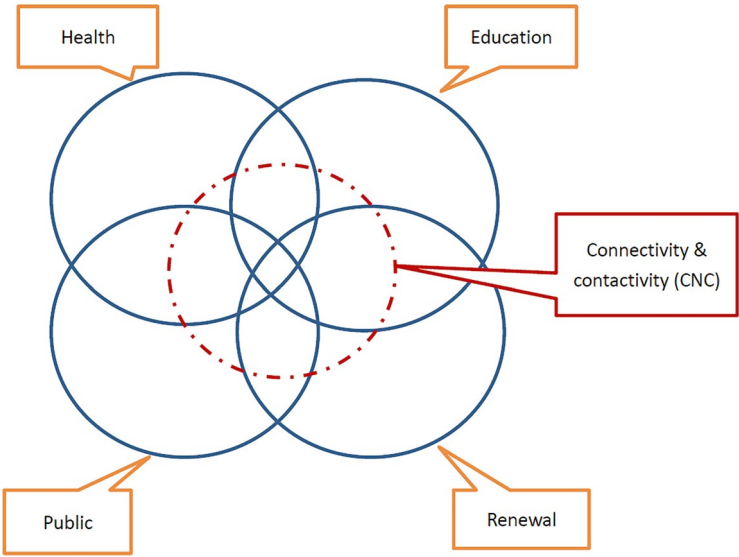 Health
Education
Connectivity &
contactivity (CNC)
Public
Renewal